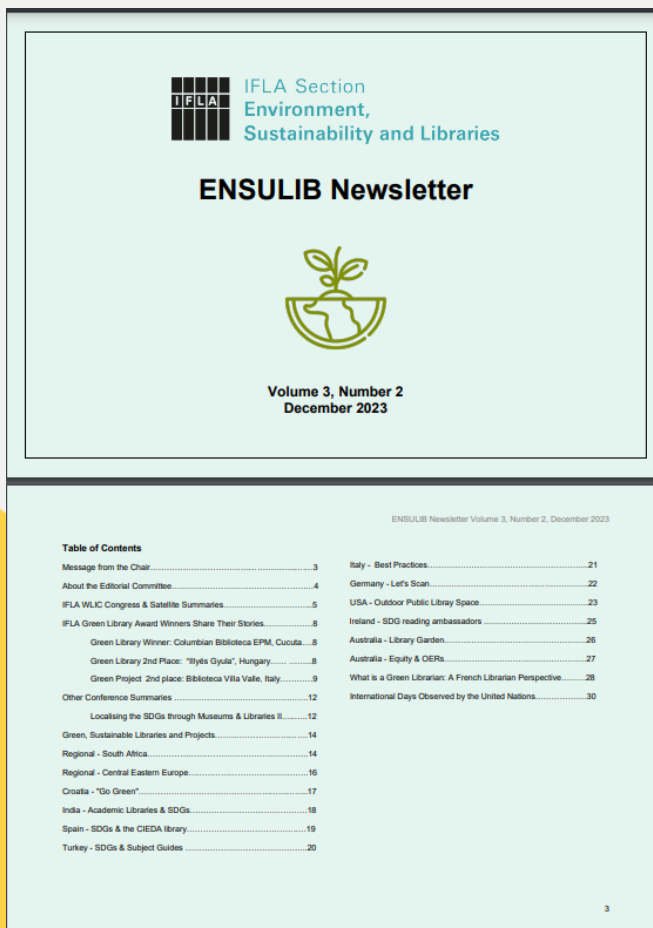 IFLA
IFLA Section
Environment,
Sustainability and Libraries
ENSULIB Newsletter
Volume 3, Number 2
December 2023
ENSULIB Newsletter Volume 3, Number 2, December 2023
Table of Contents
Message from the Chair.......................................................3
About the Editorial Committee................................................4
IFLA WLIC Congress & Satellite Summaries..............................5
IFLA Green Library Award Winners Share Their Stories.................8
Green Library Winner: Columbian Biblioteca EPM, Cucuta....8
Green Library 2nd Place: "Illyés Gyula", Hungary...... ........8
Green Project 2nd place: Biblioteca Villa Valle, Italy...........9
Other Conference Summaries ..............................................12
Localising the SDGs through Museums & Libraries II.........12
Green, Sustainable Libraries and Projects................................14
Regional - South Africa......................................................14
Regional - Central Eastern Europe.........................................16
Croatia - "Go Green".........................................................17
India - Academic Libraries & SDGs........................................18
Spain - SDGs & the CIEDA library.........................................19
Turkey - SDGs & Subject Guides ..........................................20
Italy - Best Practices.......................................................21
Germany - Let's Scan.......................................................22
USA - Outdoor Public Libray Space........................................23
Ireland - SDG reading ambassadors .......................................25
Australia - Library Garden..................................................26
Australia - Equity & OERs..................................................27
What is a Green Librarian: A French Librarian Perspective.........28
International Days Observed by the United Nations..................30
3